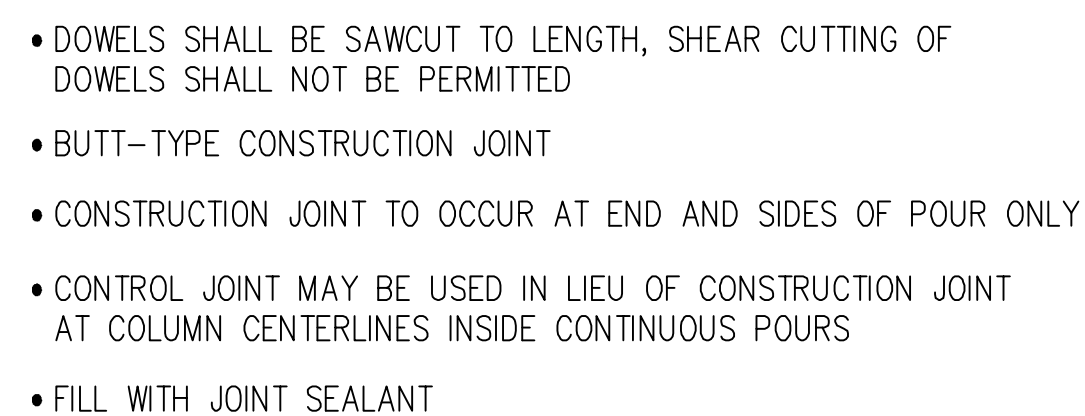 • DOWELS SHALL BE SAWCUT TO LENGTH, SHEAR CUTTING OF
DOWELS SHALL NOT BE PERMITTED
• BUTT-TYPE CONSTRUCTION JOINT
• CONSTRUCTION JOINT TO OCCUR AT END AND SIDES OF POUR ONLY
• CONTROL JOINT MAY BE USED IN LIEU OF CONSTRUCTION JOINT
AT COLUMN CENTERLINES INSIDE CONTINUOUS POURS
• FILL WITH JOINT SEALANT